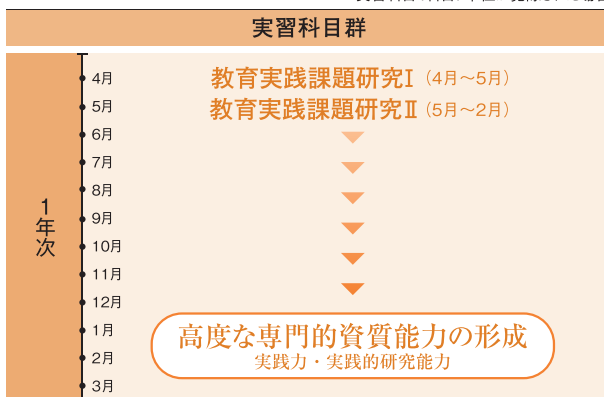 実習科目群
1年次
4月
教育実践課題研究Ⅰ（4月～5月）
5月
教育実践課題研究Ⅱ（5月～2月）
6月
7月
8月
9月
10月
11月
12月
1月
高度な専門的資質能力の形成
実践力・実践的研究能力
2月
3月